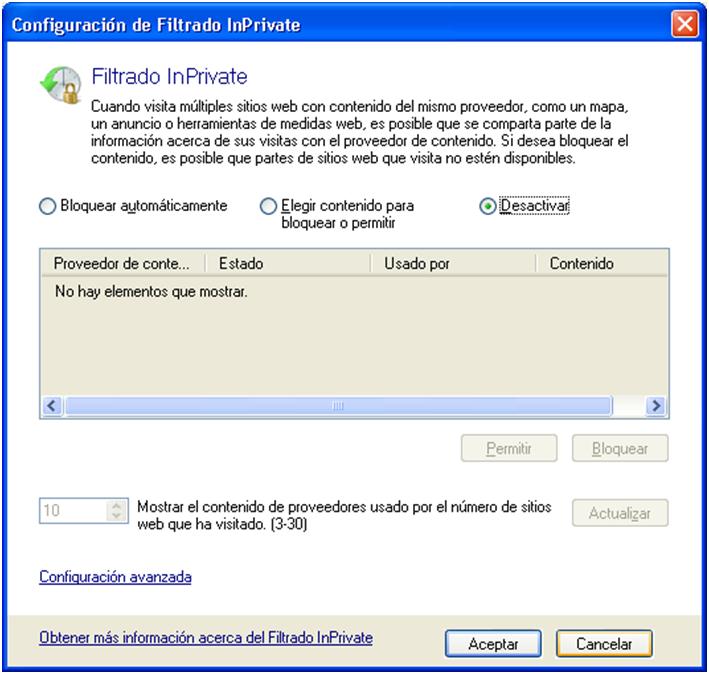 Configuración de Filtrado InPrivate
Filtrado InPrivate
Cuando visita múltiples sitios web con contenido del mismo proveedor, como un mapa,
un anuncio o herramientas de medidas web, es posible que se comparta parte de la
información acerca de sus visitas con el proveedor de contenido. Si desea bloquear el
contenido, es posible que partes de sitios web que visita no estén disponibles.
Bloquear automáticamente
Elegir contenido para
bloquear o permitir
Desactivar
Proveedor de conte... Estado Usado por Contenido
No hay elementos que mostrar.
Permitir Bloquear
10
Mostrar el contenido de proveedores usado por el número de sitios
web que ha visitado. (3-30)
Actualizar
Configuración avanzada
Obtener más información acerca del Filtrado InPrivate
Aceptar Cancelar